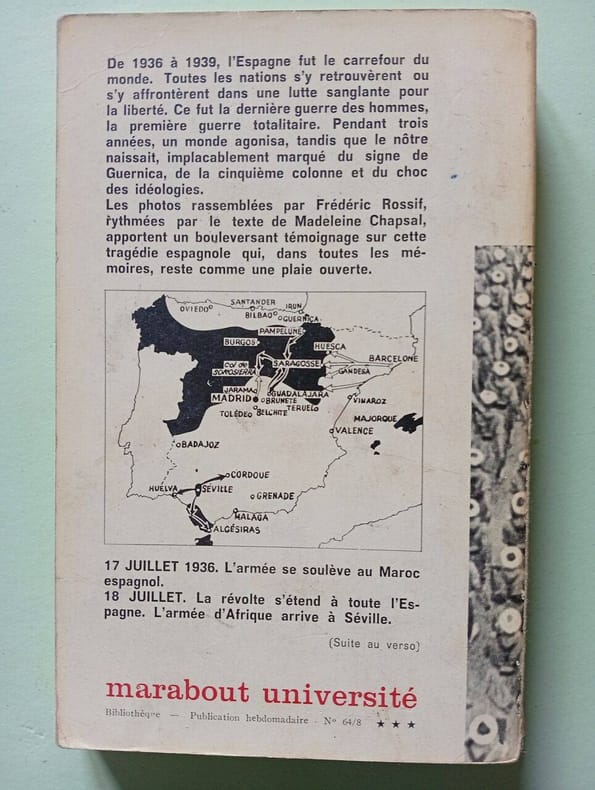 De 1936 à 1939, l'Espagne fut le carrefour du
monde. Toutes les nations s'y retrouvèrent ou
s'y affrontèrent dans une lutte sanglante pour
la liberté. Ce fut la dernière guerre des hommes,
la première guerre totalitaire. Pendant trois
années, un monde agonisa, tandis que le nôtre
naissait, implacablement marqué du signe de
Guernica, de la cinquième colonne et du choc
des idéologies.
Les photos rassemblées par Frédéric Rossif,
rythmées par le texte de Madeleine Chapsal,
apportent un bouleversant témoignage sur cette
tragédie espagnole qui, dans toutes les mé-
moires, reste comme une plaie ouverte.
OVIEDO
SANTANDER
IRUN
BILBAO
GUERNICA
PAMPELUNE
BURGOS
HUESCA
COL DE
SOMOSIERRA
SARAGOSSE
BARCELONE
GANDESA
JARAMA
GUADALAJARA
MADRID
BRUNETE
VINAROZ
TOLÉDE
BELCHITE
TERUEL
MAJORQUE
VALENCE
BADAJOZ
CORDOUE
HUELVA
SÉVILLE
GRENADE
MALAGA
ALGÉSIRAS
17 JUILLET 1936. L'armée se soulève au Maroc
espagnol.
18 JUILLET. La révolte s'étend à toute l'Es-
pagne. L'armée d'Afrique arrive à Séville.
(Suite au verso)
marabout université
Bibliothèque — Publication hebdomadaire - N° 64/8 ★ ★ ★